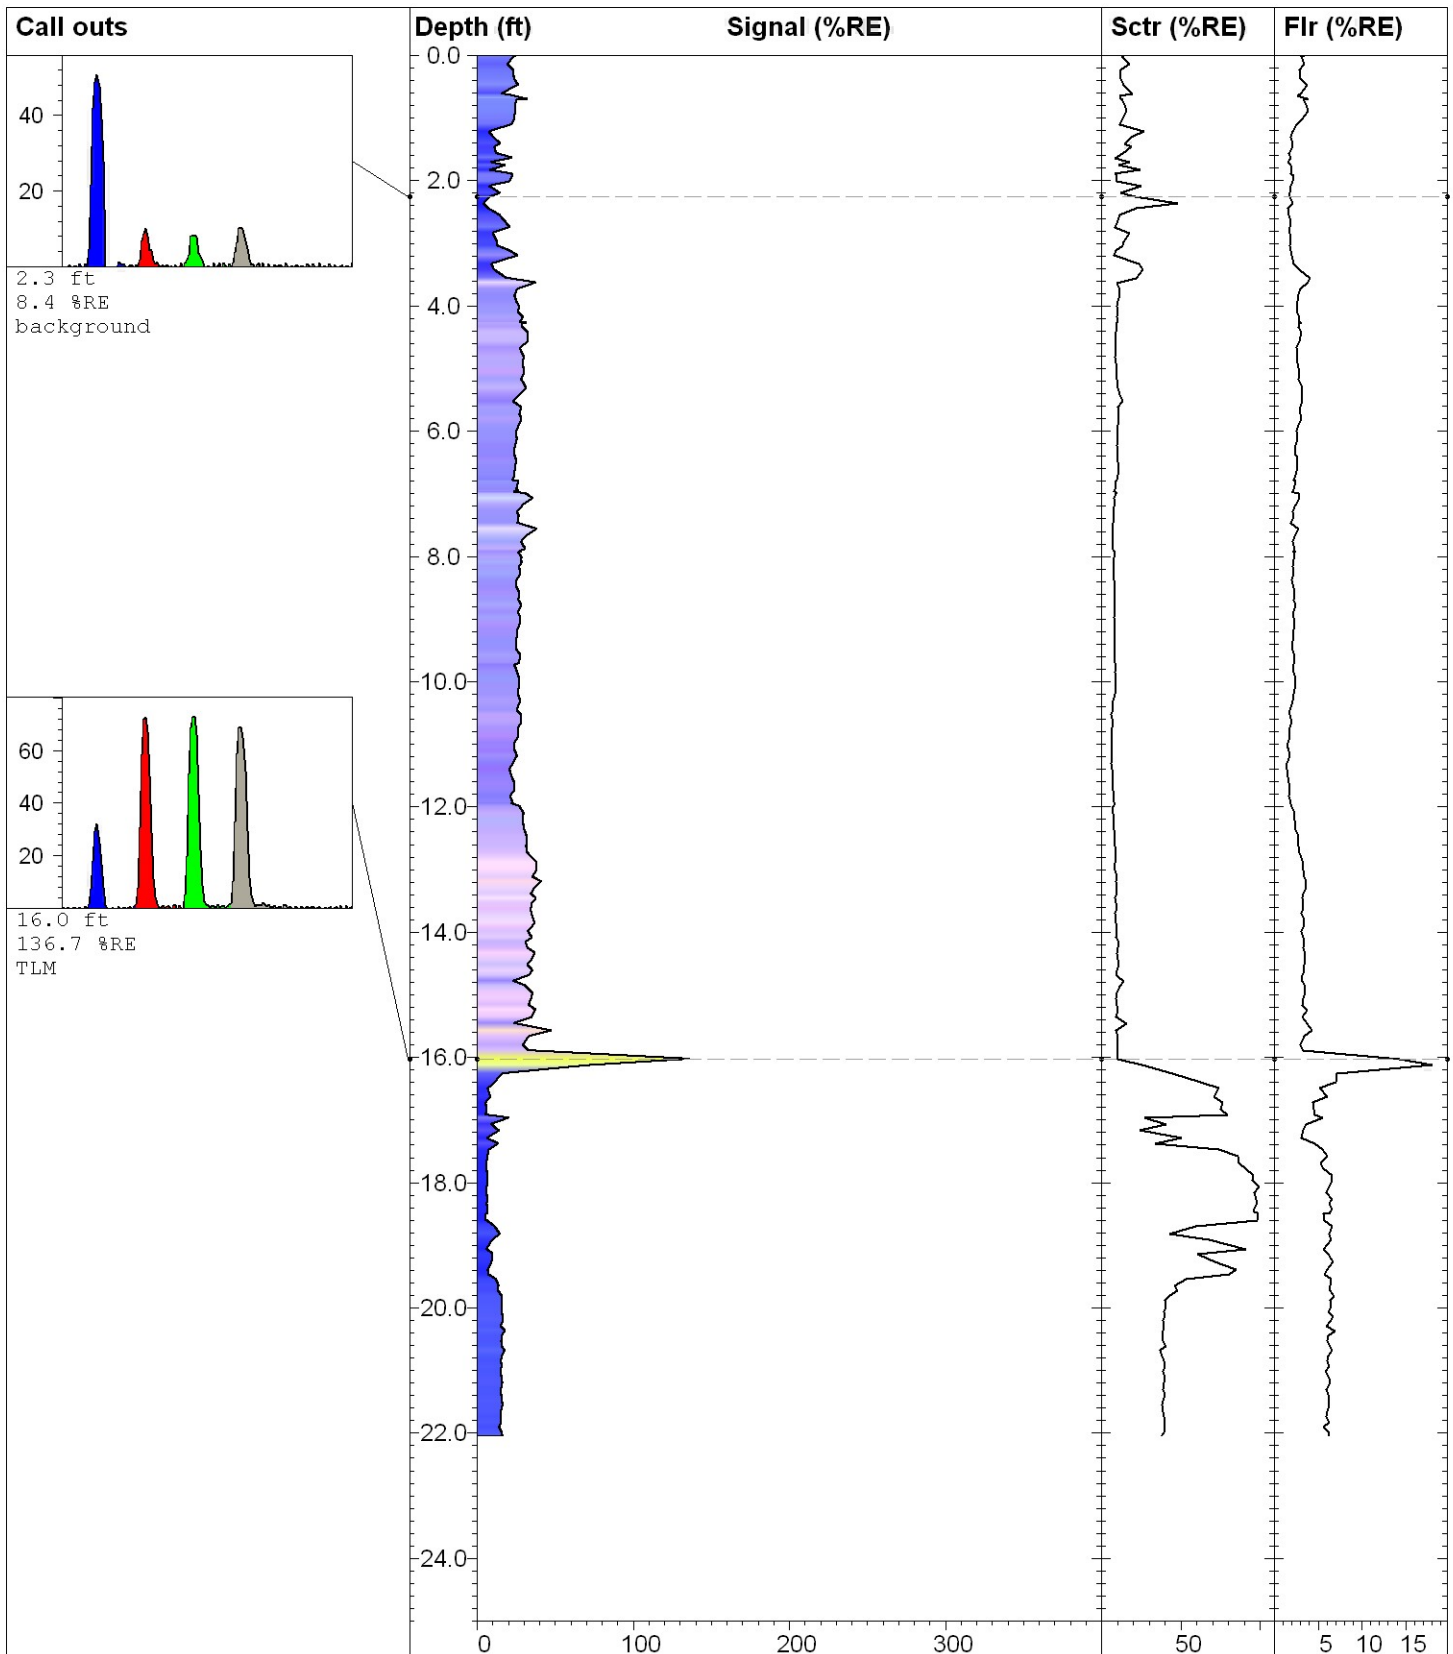 Call outs
Depth (ft)
Signal (%RE)
Sctr (%RE)
Flr (%RE)
40
20
2.3 ft
8.4 %RE
background
60
40
20
16.0 ft
136.7 %RE
TLM
0.0
2.0
4.0
6.0
8.0
10.0
12.0
14.0
16.0
18.0
20.0
22.0
24.0
0 100 200 300
50
5 10 15